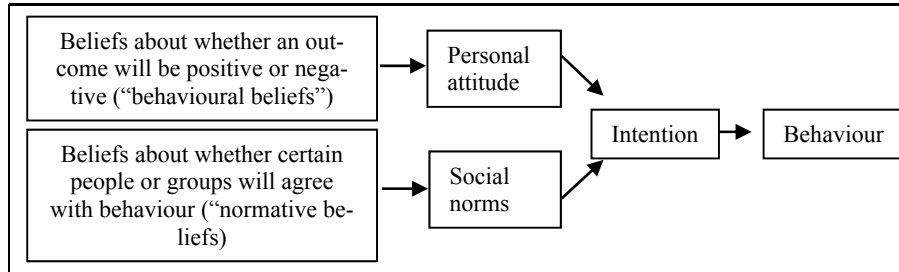 Beliefs about whether an out-
come will be positive or nega-
tive (“behavioural beliefs”)
Personal
attitude
Beliefs about whether certain
people or groups will agree
with behaviour (“normative be-
liefs)
Social
norms
Intention
Behaviour